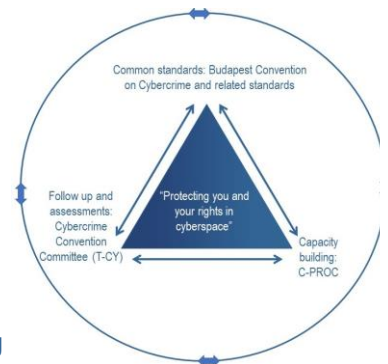 Common standards: Budapest Convention
on Cybercrime and related standards
Follow up and
assessments:
Cybercrime
Convention
Committee (T-CY)
"Protecting you and
your rights in
cyberspace"
Capacity
building:
C-PROC